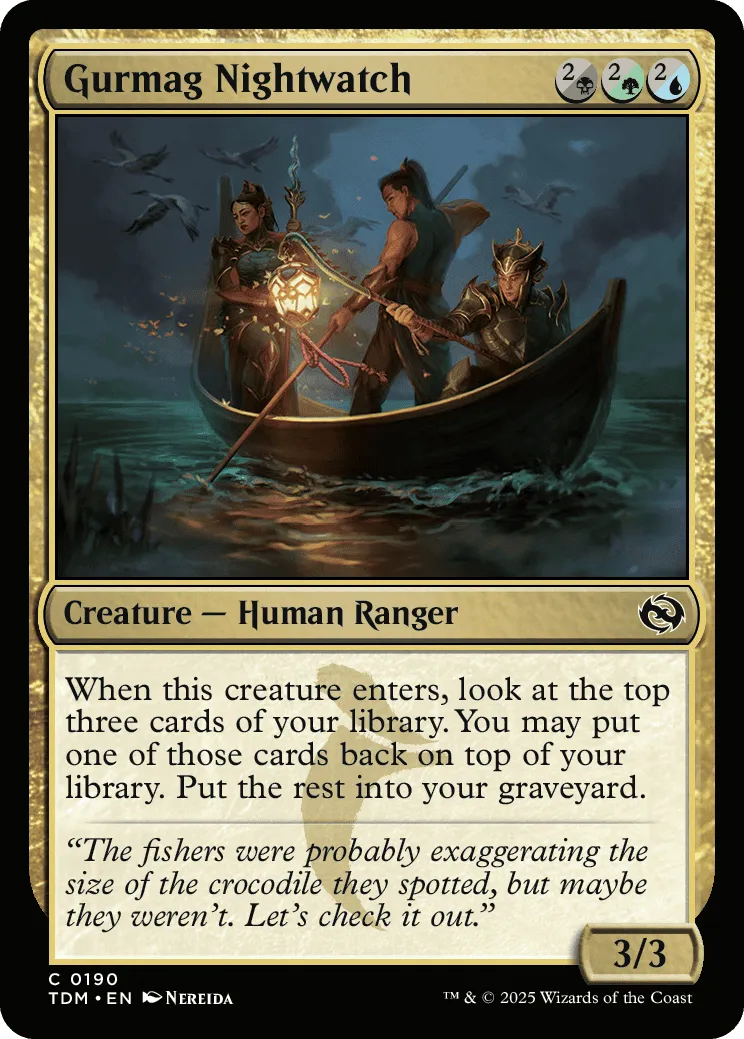 Gurmag Nightwatch 2 2 2
Creature — Human Ranger
When this creature enters, look at the top
three cards of your library. You may put
one of those cards back on top of your
library. Put the rest into your graveyard.
“The fishers were probably exaggerating the
size of the crocodile they spotted, but maybe
they weren’t. Let’s check it out.”
3/3
C 0190
TDM • EN Nereida
™ & © 2025 Wizards of the Coast